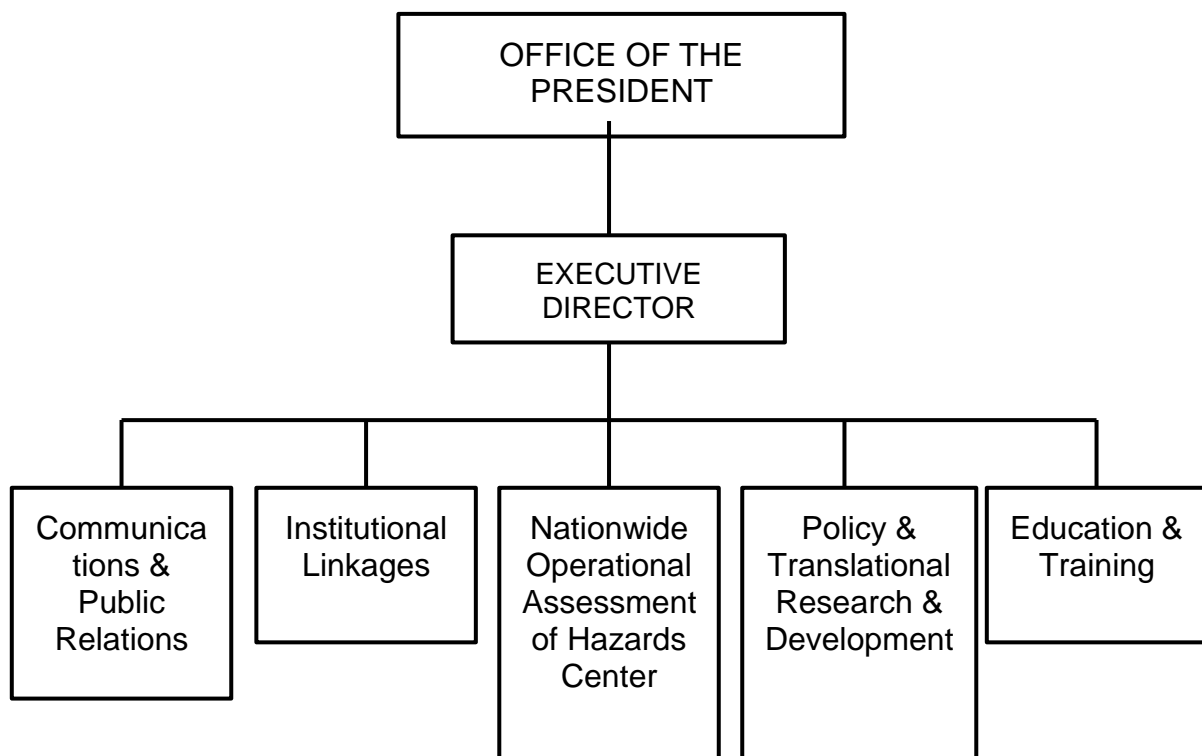 OFFICE OF THE
PRESIDENT
EXECUTIVE
DIRECTOR
Communica
tions &
Public
Relations
Institutional
Linkages
Nationwide
Operational
Assessment
of Hazards
Center
Policy &
Translational
Research &
Development
Education &
Training